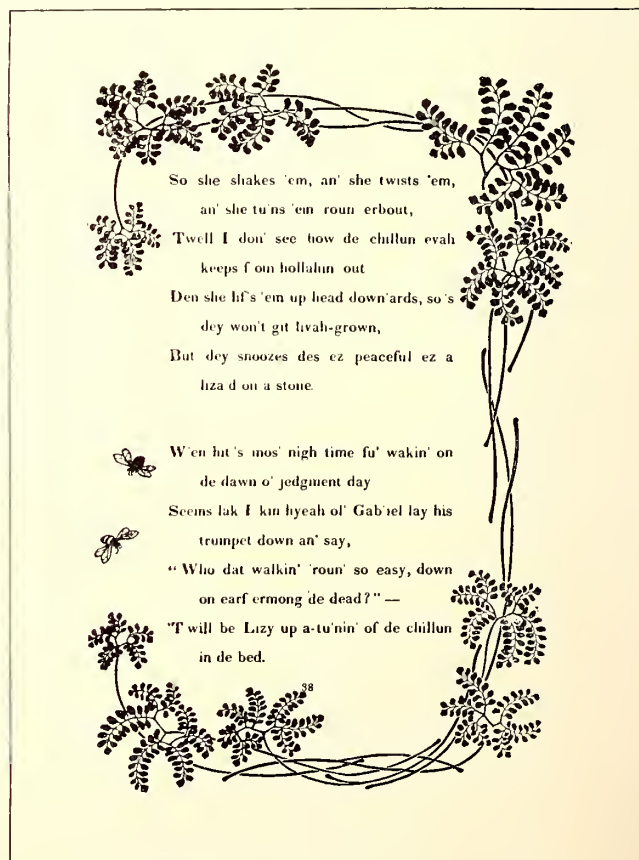 So she shakes 'em, an' she twists 'em,
an' she tu'ns 'em roun' erbout,
'Twell I don' see how de chillun evah
keeps f'om hollahin' out.
Den she lif's 'em up head down'ards, so's
dey won't git livah-grown,
But dey snoozes des ez peaceful ez a
liza'd on a stone.
W'en hit's mos' nigh time fu' wakin' on
de dawn o' jedgment day
Seems lak I kin hyeah ol' Gab'iel lay his
trumpet down an' say,
"Who dat walkin' 'roun' so easy, down
on earf ermong de dead?" —
'T will be Lizy up a-tu'nin' of de chillun
in de bed.
38